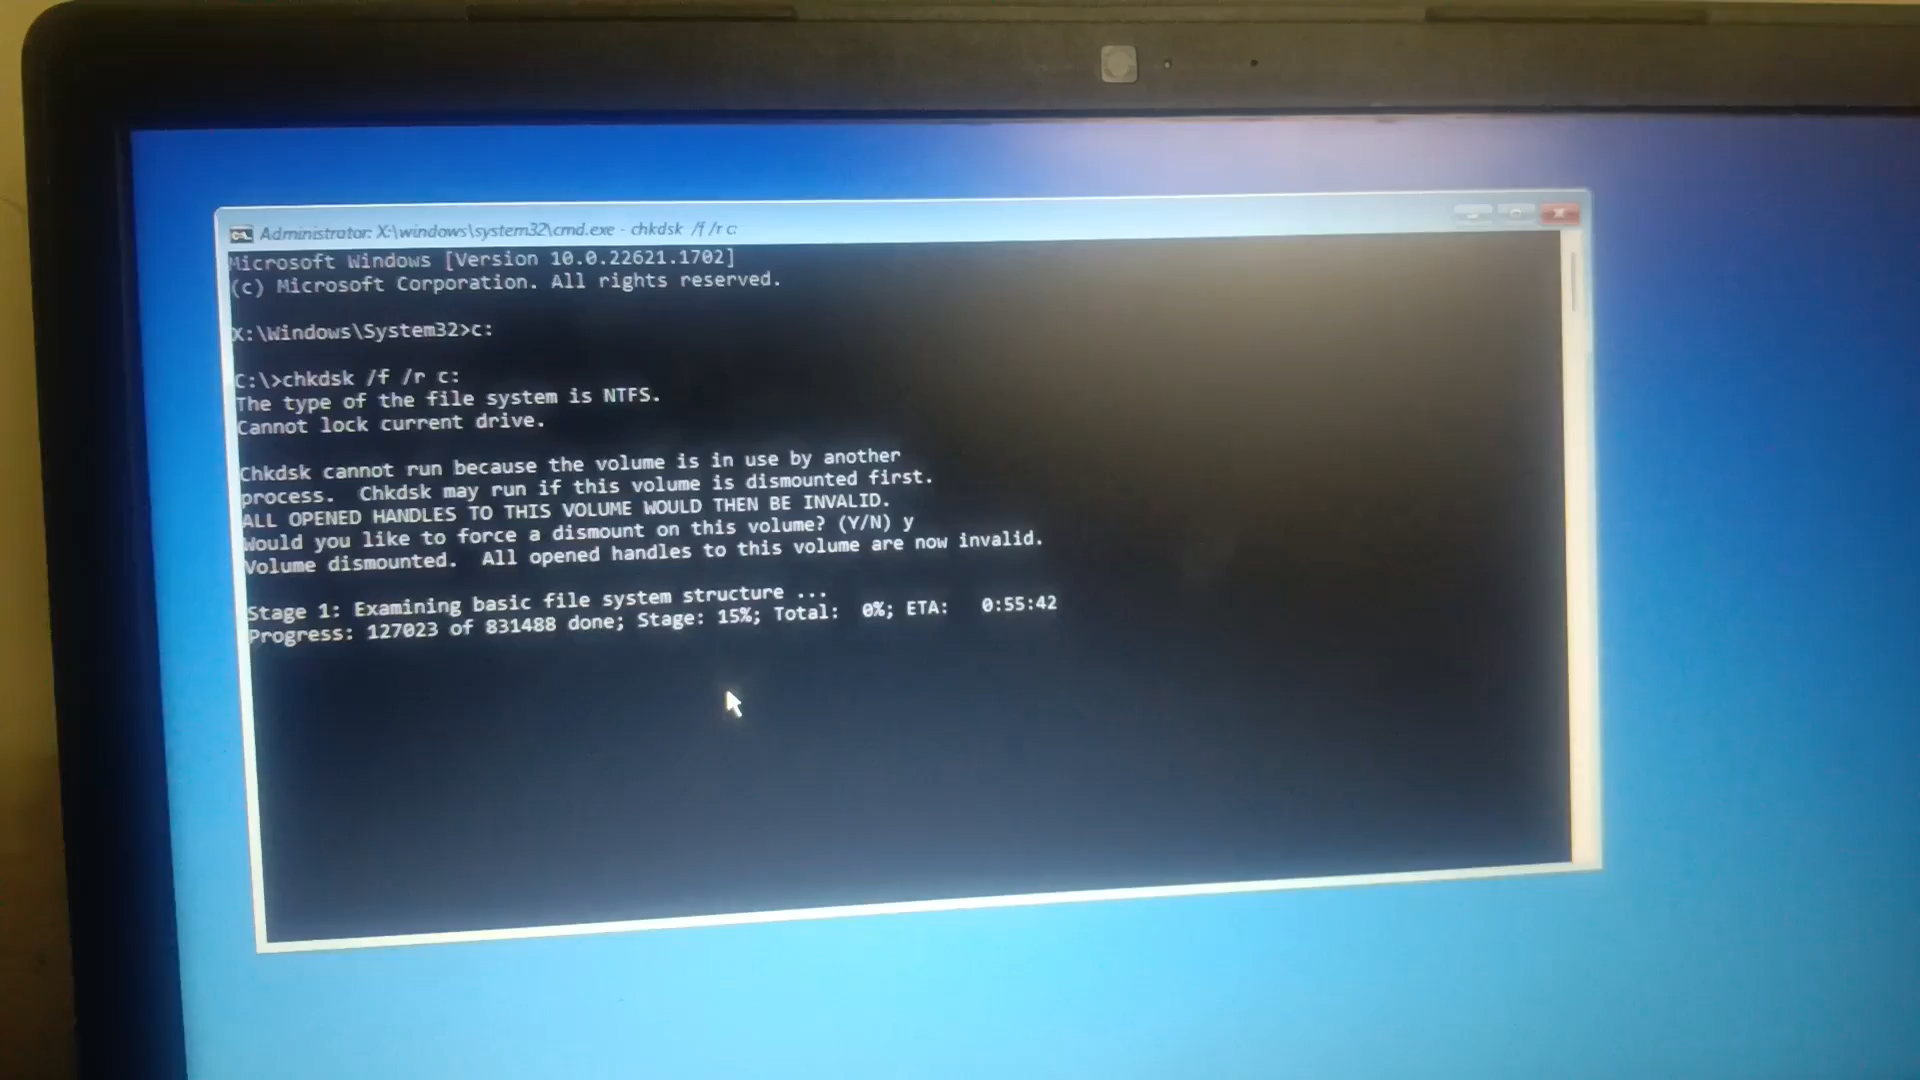 Administrator: X:\windows\system32\cmd.exe - chkdsk /f /r c:
Microsoft Windows [Version 10.0.22621.1702]
(c) Microsoft Corporation. All rights reserved.
X:\Windows\System32>c:
C:\>chkdsk /f /r c:
The type of the file system is NTFS.
Cannot lock current drive.
Chkdsk cannot run because the volume is in use by another
process.  Chkdsk may run if this volume is dismounted first.
ALL OPENED HANDLES TO THIS VOLUME WOULD THEN BE INVALID.
Would you like to force a dismount on this volume? (Y/N) y
Volume dismounted.  All opened handles to this volume are now invalid.
Stage 1: Examining basic file system structure ...
Progress: 127023 of 831488 done; Stage: 15%; Total:  0%; ETA:   0:55:42